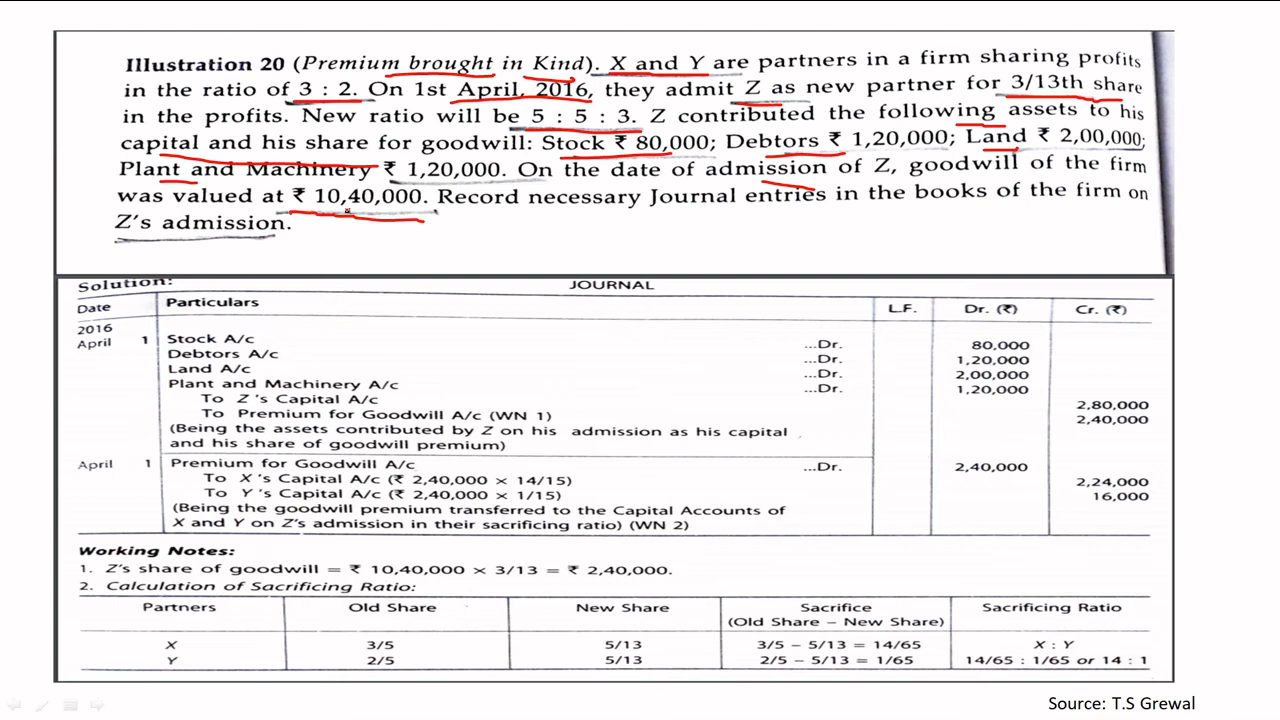 Illustration 20 (Premium brought in Kind). X and Y are partners in a firm sharing profits
in the ratio of 3 : 2. On 1st April, 2016, they admit Z as new partner for 3/13th share
in the profits. New ratio will be 5 : 5 : 3. Z contributed the following assets to his
capital and his share for goodwill: Stock ₹ 80,000; Debtors ₹ 1,20,000; Land ₹ 2,00,000;
Plant and Machinery ₹ 1,20,000. On the date of admission of Z, goodwill of the firm
was valued at ₹ 10,40,000. Record necessary Journal entries in the books of the firm on
Z's admission.
Solution: JOURNAL
Date Particulars L.F. Dr. (₹) Cr. (₹)
2016
April 1 Stock A/c ...Dr. 80,000
Debtors A/c ...Dr. 1,20,000
Land A/c ...Dr. 2,00,000
Plant and Machinery A/c ...Dr. 1,20,000
To Z's Capital A/c 2,80,000
To Premium for Goodwill A/c (WN 1) 2,40,000
(Being the assets contributed by Z on his admission as his capital
and his share of goodwill premium)
April 1 Premium for Goodwill A/c ...Dr. 2,40,000
To X's Capital A/c (₹ 2,40,000 × 14/15) 2,24,000
To Y's Capital A/c (₹ 2,40,000 × 1/15) 16,000
(Being the goodwill premium transferred to the Capital Accounts of
X and Y on Z's admission in their sacrificing ratio) (WN 2)
Working Notes:
1. Z's share of goodwill = ₹ 10,40,000 × 3/13 = ₹ 2,40,000.
2. Calculation of Sacrificing Ratio:
Partners Old Share New Share Sacrifice Sacrificing Ratio
(Old Share – New Share)
X 3/5 5/13 3/5 – 5/13 = 14/65 X : Y
Y 2/5 5/13 2/5 – 5/13 = 1/65 14/65 : 1/65 or 14 : 1
Source: T.S Grewal